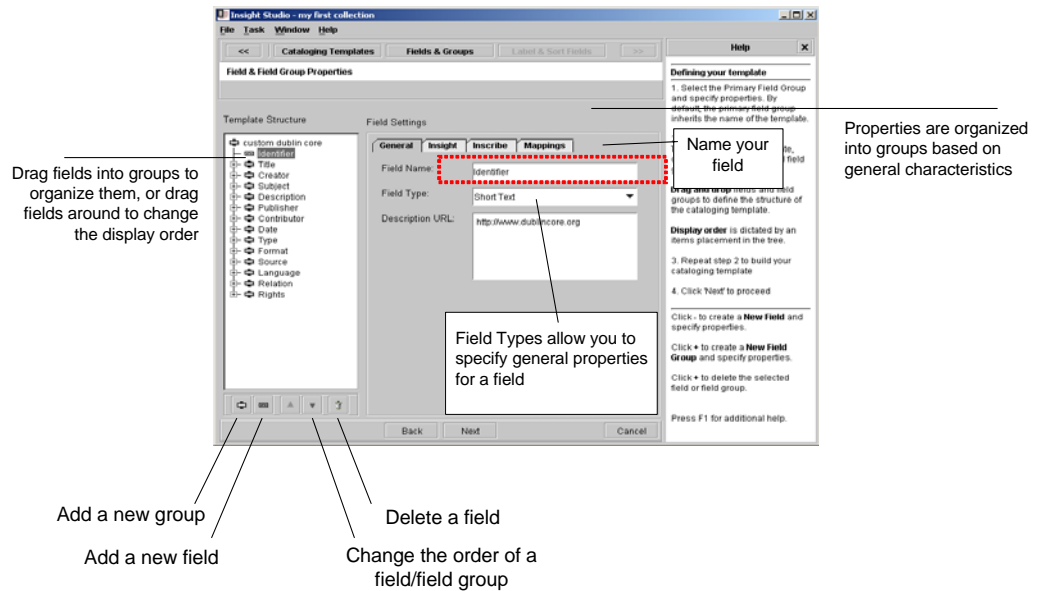 Insight Studio - my first collection
File Task Window Help
<< Cataloging Templates Fields & Groups Label & Sort Fields >>
Field & Field Group Properties
Template Structure
custom dublin core
Identifier
Title
Creator
Subject
Description
Publisher
Contributor
Date
Type
Format
Source
Language
Relation
Rights
Field Settings
General Insight Inscribe Mappings
Field Name: Identifier
Field Type: Short Text
Description URL: http://www.dublincore.org
Back Next Cancel
Help X
Defining your template
1. Select the Primary Field Group
and specify properties. By
default, the primary field group
inherits the name of the template.
field
Drag and drop fields and field
groups to define the structure of
the cataloging template.
Display order is dictated by an
items placement in the tree.
3. Repeat step 2 to build your
cataloging template
4. Click 'Next' to proceed
Click - to create a New Field and
specify properties.
Click + to create a New Field
Group and specify properties.
Click + to delete the selected
field or field group.
Press F1 for additional help.
Drag fields into groups to
organize them, or drag
fields around to change
the display order
Name your
field
Properties are organized
into groups based on
general characteristics
Field Types allow you to
specify general properties
for a field
Add a new group
Add a new field
Delete a field
Change the order of a
field/field group